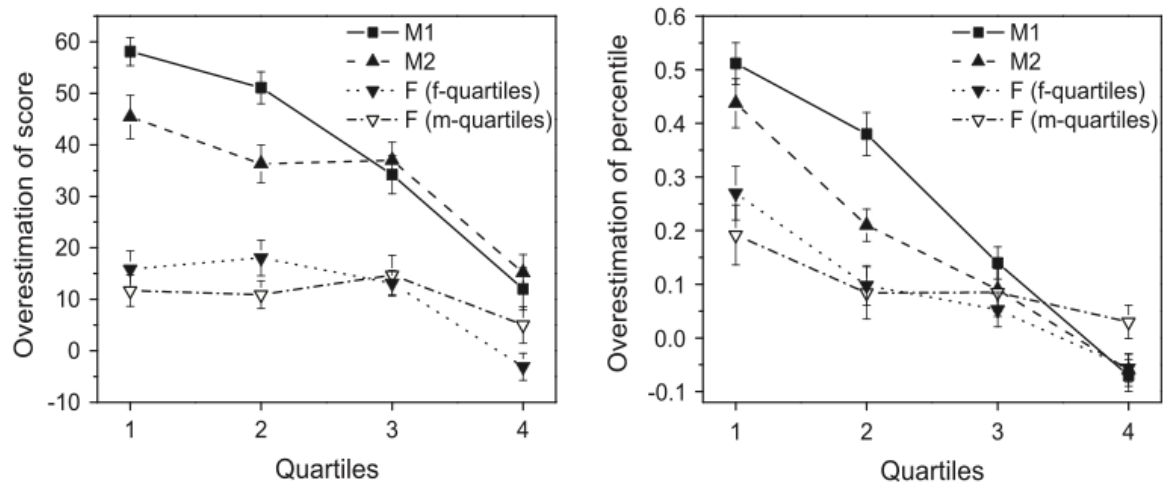 Overestimation of score
60
50
40
30
20
10
0
-10
1 2 3 4
Quartiles
M1
M2
F (f-quartiles)
F (m-quartiles)
Overestimation of percentile
0.6
0.5
0.4
0.3
0.2
0.1
0.0
-0.1
1 2 3 4
Quartiles
M1
M2
F (f-quartiles)
F (m-quartiles)